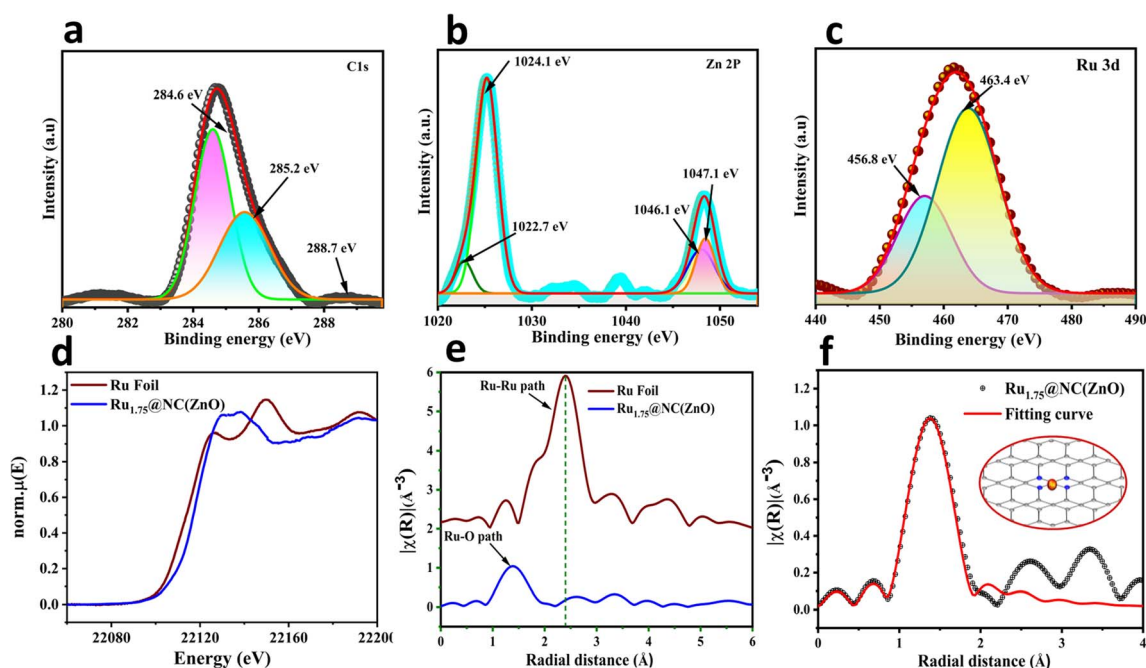 a
C1s
284.6 eV
285.2 eV
288.7 eV
Intensity (a.u)
280 282 284 286 288
Binding energy (eV)
b
Zn 2P
1024.1 eV
1022.7 eV
1047.1 eV
1046.1 eV
Intensity (a.u.)
1020 1030 1040 1050
Binding energy (eV)
c
Ru 3d
463.4 eV
456.8 eV
Intensity (a.u.)
440 450 460 470 480 490
Binding energy (eV)
d
Ru Foil
Ru1.75@NC(ZnO)
norm.μ(E)
1.2
0.9
0.6
0.3
0.0
22080 22120 22160 22200
Energy (eV)
e
Ru-Ru path
Ru Foil
Ru1.75@NC(ZnO)
Ru-O path
|χ(R)|(Å-3)
6
5
4
3
2
1
0
0 1 2 3 4 5 6
Radial distance (Å)
f
Ru1.75@NC(ZnO)
Fitting curve
|χ(R)|(Å-3)
1.2
1.0
0.8
0.6
0.4
0.2
0.0
0 1 2 3 4
Radial distance (Å)